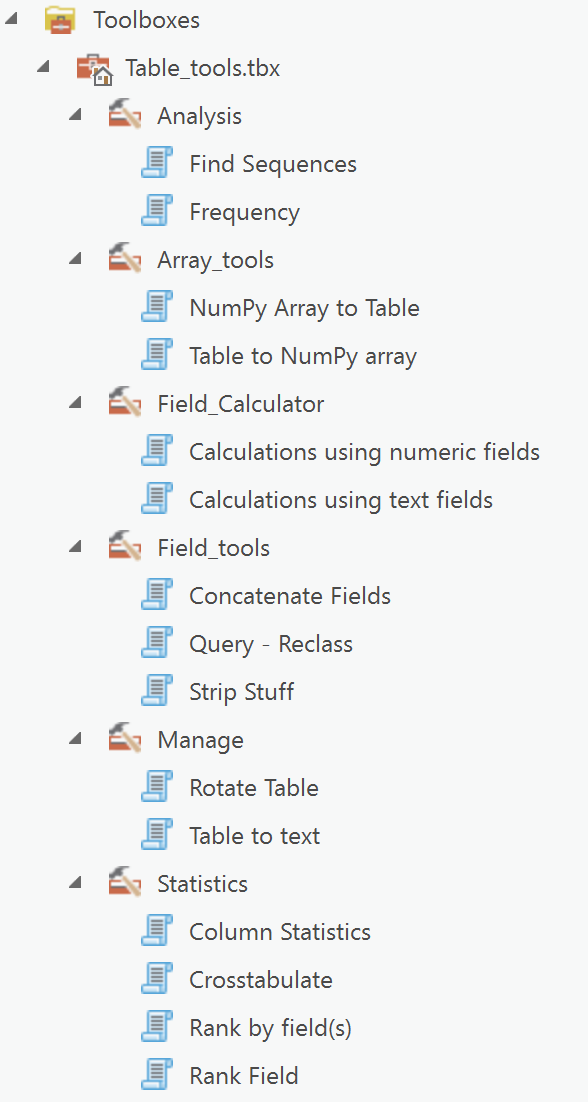 Toolboxes
Table_tools.tbx
Analysis
Find Sequences
Frequency
Array_tools
NumPy Array to Table
Table to NumPy array
Field_Calculator
Calculations using numeric fields
Calculations using text fields
Field_tools
Concatenate Fields
Query - Reclass
Strip Stuff
Manage
Rotate Table
Table to text
Statistics
Column Statistics
Crosstabulate
Rank by field(s)
Rank Field